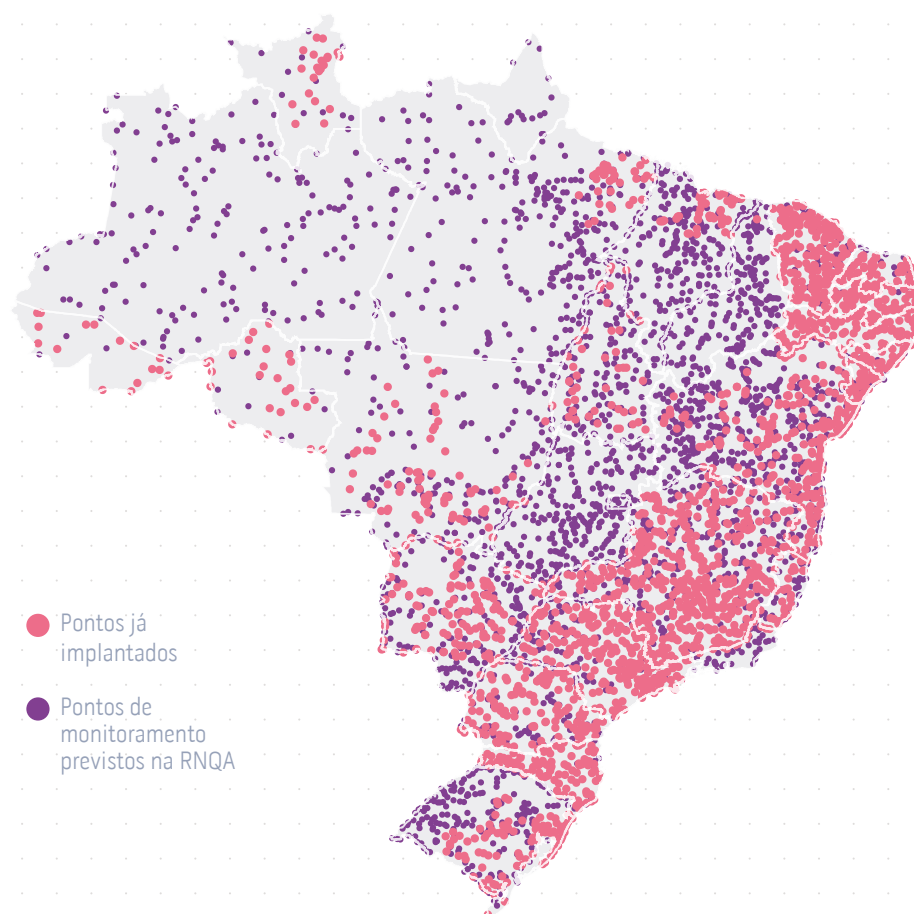 Pontos já
implantados
Pontos de
monitoramento
previstos na RNQA